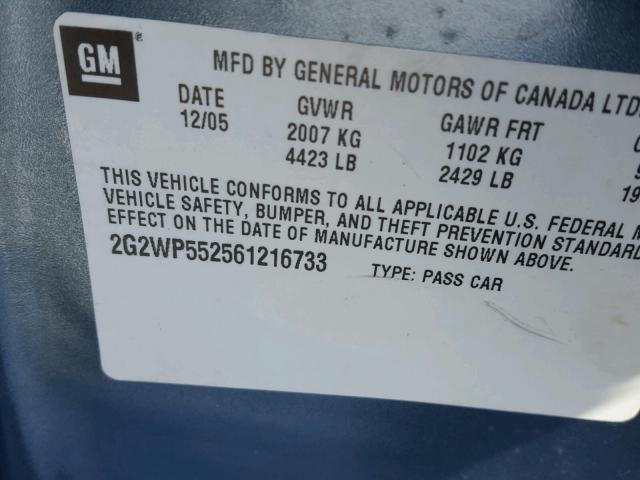 GM®
MFD BY GENERAL MOTORS OF CANADA LTD.
DATE GVWR GAWR FRT
12/05 2007 KG 1102 KG
4423 LB 2429 LB 19
THIS VEHICLE CONFORMS TO ALL APPLICABLE U.S. FEDERAL M
VEHICLE SAFETY, BUMPER, AND THEFT PREVENTION STANDARD
EFFECT ON THE DATE OF MANUFACTURE SHOWN ABOVE.
2G2WP552561216733 TYPE: PASS CAR